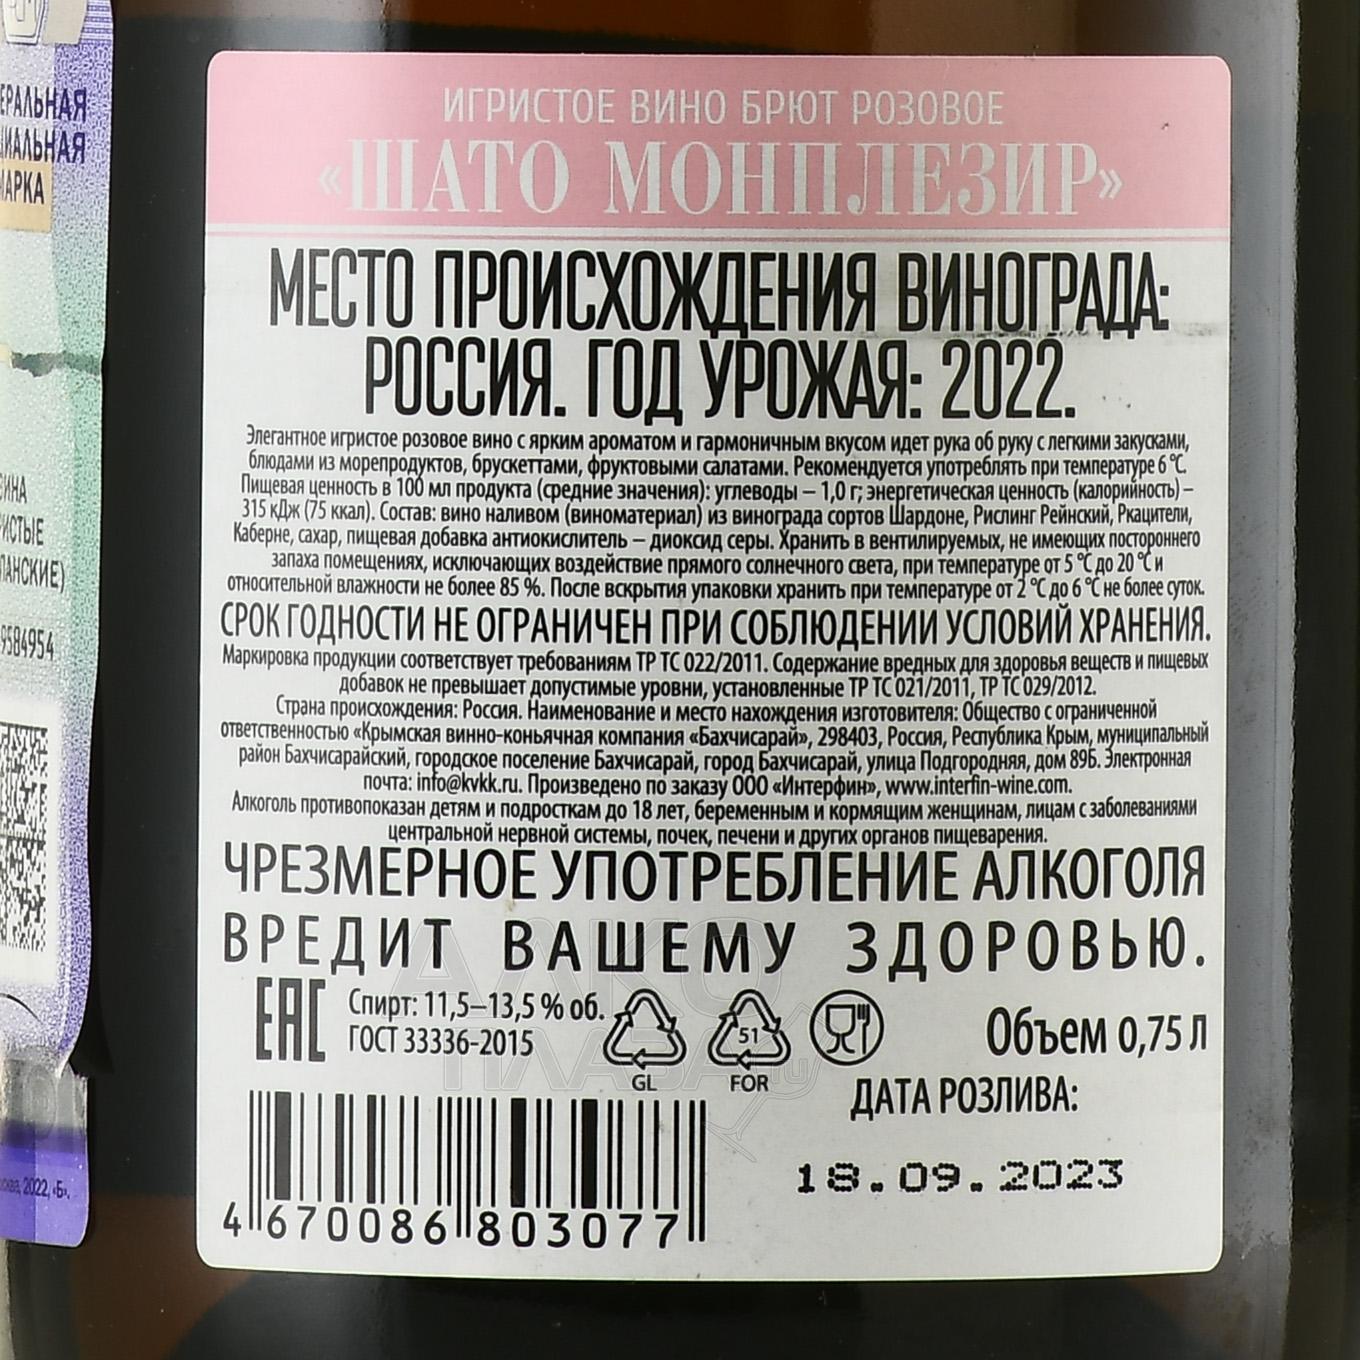 ИГРИСТОЕ ВИНО БРЮТ РОЗОВОЕ
«ШАТО МОНПЛЕЗИР»
МЕСТО ПРОИСХОЖДЕНИЯ ВИНОГРАДА:
РОССИЯ. ГОД УРОЖАЯ: 2022.
Элегантное игристое розовое вино с ярким ароматом и гармоничным вкусом идет рука об руку с легкими закусками,
блюдами из морепродуктов, брускеттами, фруктовыми салатами. Рекомендуется употреблять при температуре 6 °С.
Пищевая ценность в 100 мл продукта (средние значения): углеводы – 1,0 г; энергетическая ценность (калорийность) –
315 кДж (75 ккал). Состав: вино наливом (виноматериал) из винограда сортов Шардоне, Рислинг Рейнский, Ркацители,
Каберне, сахар, пищевая добавка антиокислитель – диоксид серы. Хранить в вентилируемых, не имеющих постороннего
запаха помещениях, исключающих воздействие прямого солнечного света, при температуре от 5 °С до 20 °С и
относительной влажности не более 85 %. После вскрытия упаковки хранить при температуре от 2 °С до 6 °С не более суток.
СРОК ГОДНОСТИ НЕ ОГРАНИЧЕН ПРИ СОБЛЮДЕНИИ УСЛОВИЙ ХРАНЕНИЯ.
Маркировка продукции соответствует требованиям ТР ТС 022/2011. Содержание вредных для здоровья веществ и пищевых
добавок не превышает допустимые уровни, установленные ТР ТС 021/2011, ТР ТС 029/2012.
Страна происхождения: Россия. Наименование и место нахождения изготовителя: Общество с ограниченной
ответственностью «Крымская винно-коньячная компания «Бахчисарай», 298403, Россия, Республика Крым, муниципальный
район Бахчисарайский, городское поселение Бахчисарай, город Бахчисарай, улица Подгородняя, дом 89Б. Электронная
почта: info@kvkk.ru. Произведено по заказу ООО «Интерфин», www.interfin-wine.com.
Алкоголь противопоказан детям и подросткам до 18 лет, беременным и кормящим женщинам, лицам с заболеваниями
центральной нервной системы, почек, печени и других органов пищеварения.
ЧРЕЗМЕРНОЕ УПОТРЕБЛЕНИЕ АЛКОГОЛЯ
ВРЕДИТ ВАШЕМУ ЗДОРОВЬЮ.
EAC Спирт: 11,5–13,5 % об.
ГОСТ 33336-2015
51
GL FOR
Объем 0,75 л
ДАТА РОЗЛИВА:
18.09.2023
4 670086 803077
АЛКО
ПЛАЗА.ru
ЕРАЛЬНАЯ
ЦИАЛЬНАЯ
МАРКА
РИСТЫЕ
ПАНСКИЕ)
9584954
2022, «Б».